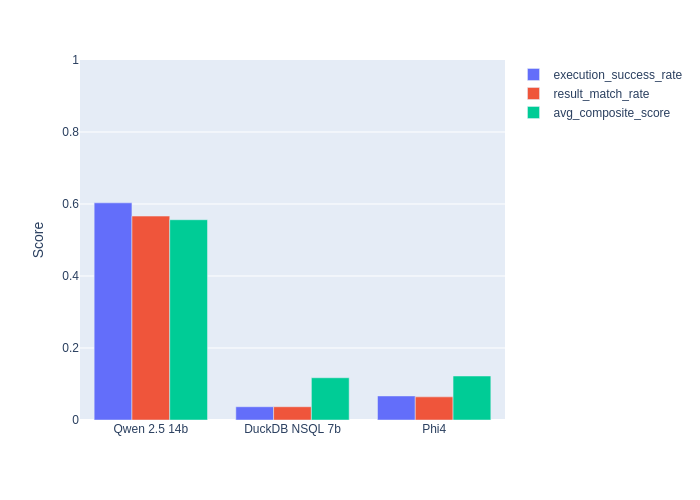 1
0.8
0.6
0.4
0.2
0
Score
Qwen 2.5 14b
DuckDB NSQL 7b
Phi4
execution_success_rate
result_match_rate
avg_composite_score